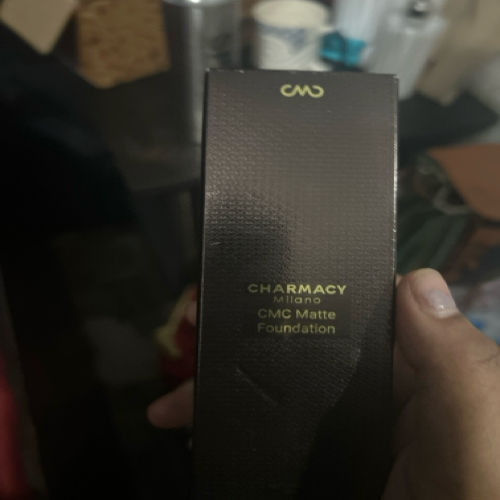 CMC
CHARMACY
Milano
CMC Matte
Foundation